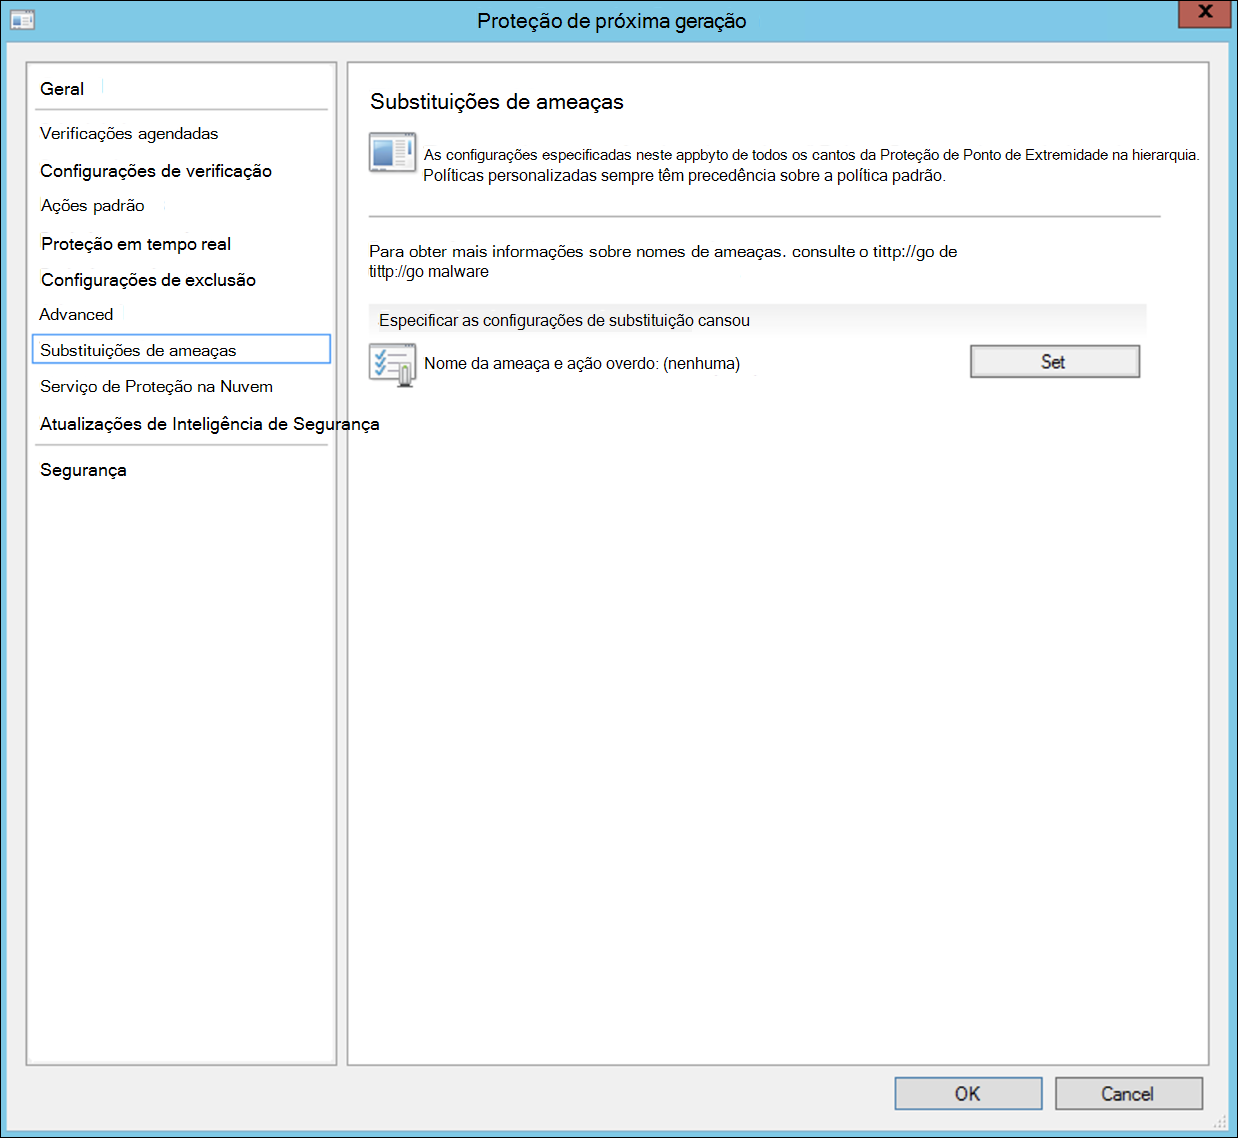 Proteção de próxima geração
X
Geral
Verificações agendadas
Configurações de verificação
Ações padrão
Proteção em tempo real
Configurações de exclusão
Advanced
Substituições de ameaças
Serviço de Proteção na Nuvem
Atualizações de Inteligência de Segurança
Segurança
Substituições de ameaças
As configurações especificadas neste appbyto de todos os cantos da Proteção de Ponto de Extremidade na hierarquia.
Políticas personalizadas sempre têm precedência sobre a política padrão.
Para obter mais informações sobre nomes de ameaças. consulte o tittp://go de
tittp://go malware
Especificar as configurações de substituição cansou
Nome da ameaça e ação overdo: (nenhuma)
Set
OK
Cancel